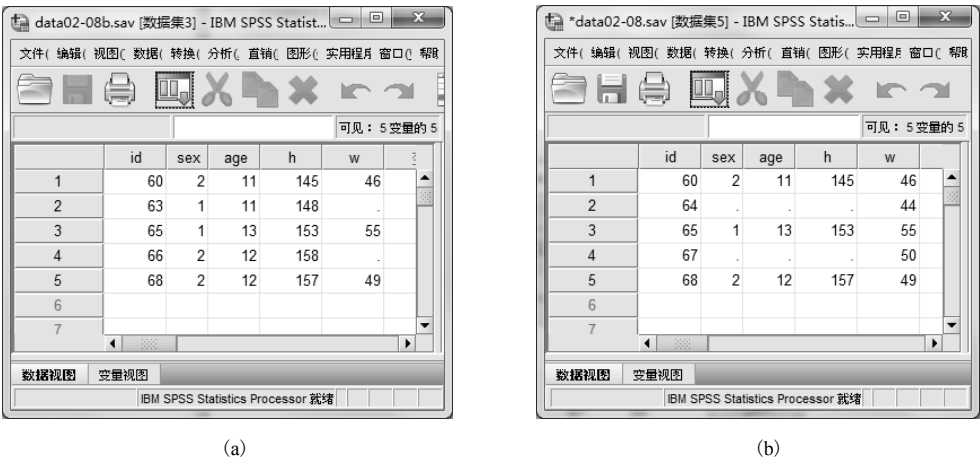 data02-08b.sav [数据集3] - IBM SPSS Statist...
文件( 编辑( 视图( 数据( 转换( 分析( 直销( 图形( 实用程序 窗口( 帮助
可见： 5 变量的 5
id sex age h w
1 60 2 11 145 46
2 63 1 11 148 .
3 65 1 13 153 55
4 66 2 12 158 .
5 68 2 12 157 49
6
7
数据视图 变量视图
IBM SPSS Statistics Processor 就绪
(a)
*data02-08.sav [数据集5] - IBM SPSS Statis...
文件( 编辑( 视图( 数据( 转换( 分析( 直销( 图形( 实用程序 窗口( 帮助
可见： 5 变量的 5
id sex age h w
1 60 2 11 145 46
2 64 . . . 44
3 65 1 13 153 55
4 67 . . . 50
5 68 2 12 157 49
6
7
数据视图 变量视图
IBM SPSS Statistics Processor 就绪
(b)